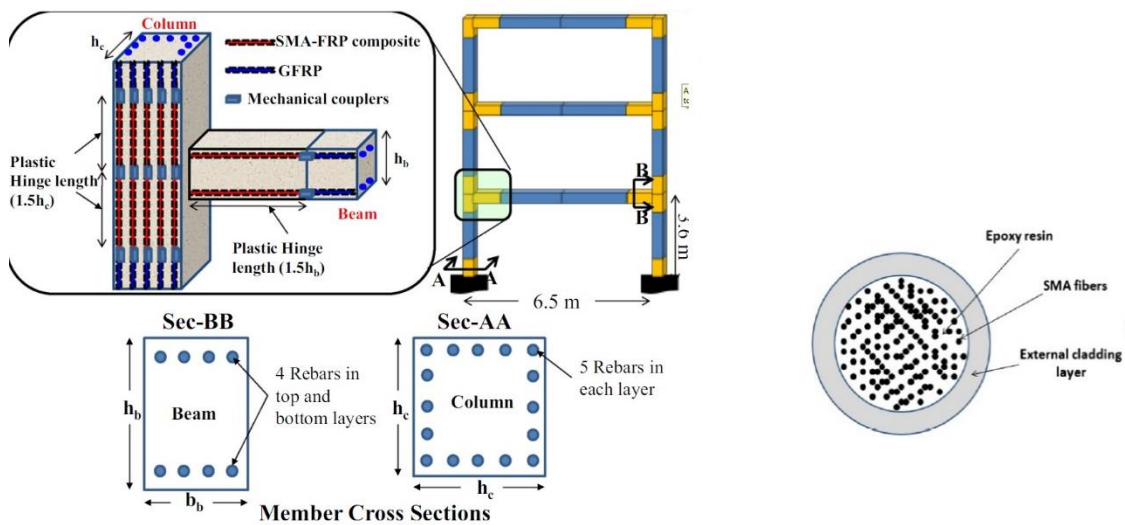 Column
h_c
SMA-FRP composite
GFRP
Mechanical couplers
Plastic
Hinge length
(1.5h_c)
h_b
Beam
Plastic Hinge
length (1.5h_b)
B
B
A
A
6.5 m
Sec-BB
Sec-AA
h_b
Beam
4 Rebars in
top and
bottom layers
b_b
h_c
Column
5 Rebars in
each layer
h_c
Member Cross Sections
Epoxy resin
SMA fibers
External cladding
layer